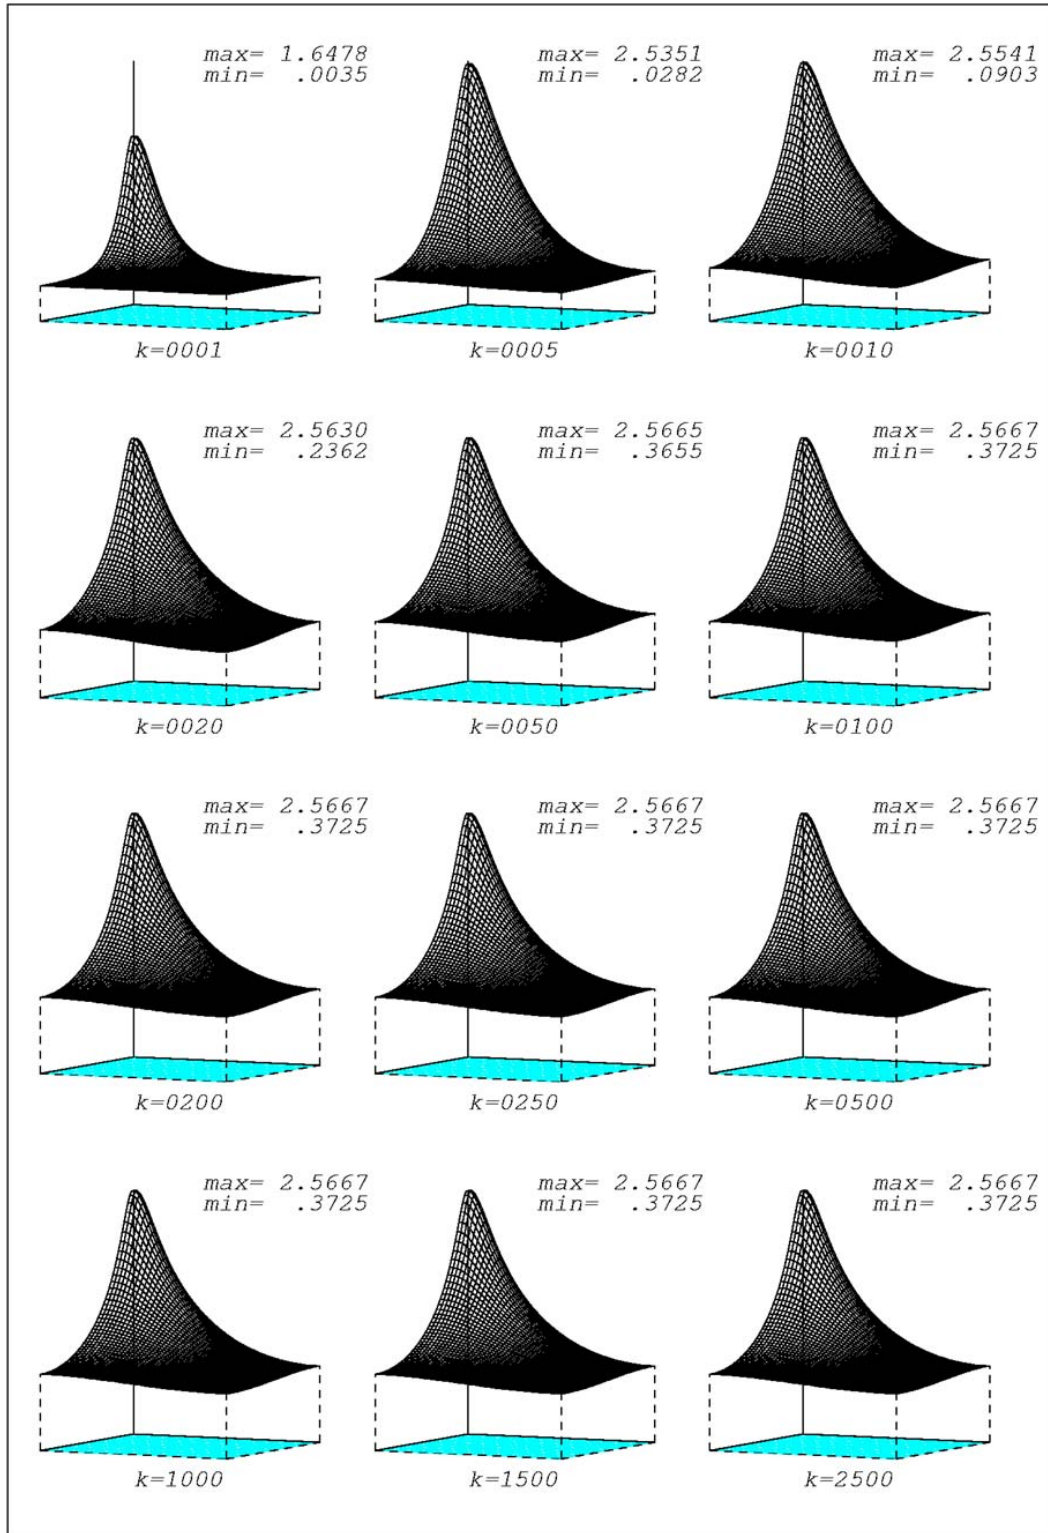 max= 1.6478
min= .0035
k=0001
max= 2.5351
min= .0282
k=0005
max= 2.5541
min= .0903
k=0010
max= 2.5630
min= .2362
k=0020
max= 2.5665
min= .3655
k=0050
max= 2.5667
min= .3725
k=0100
max= 2.5667
min= .3725
k=0200
max= 2.5667
min= .3725
k=0250
max= 2.5667
min= .3725
k=0500
max= 2.5667
min= .3725
k=1000
max= 2.5667
min= .3725
k=1500
max= 2.5667
min= .3725
k=2500